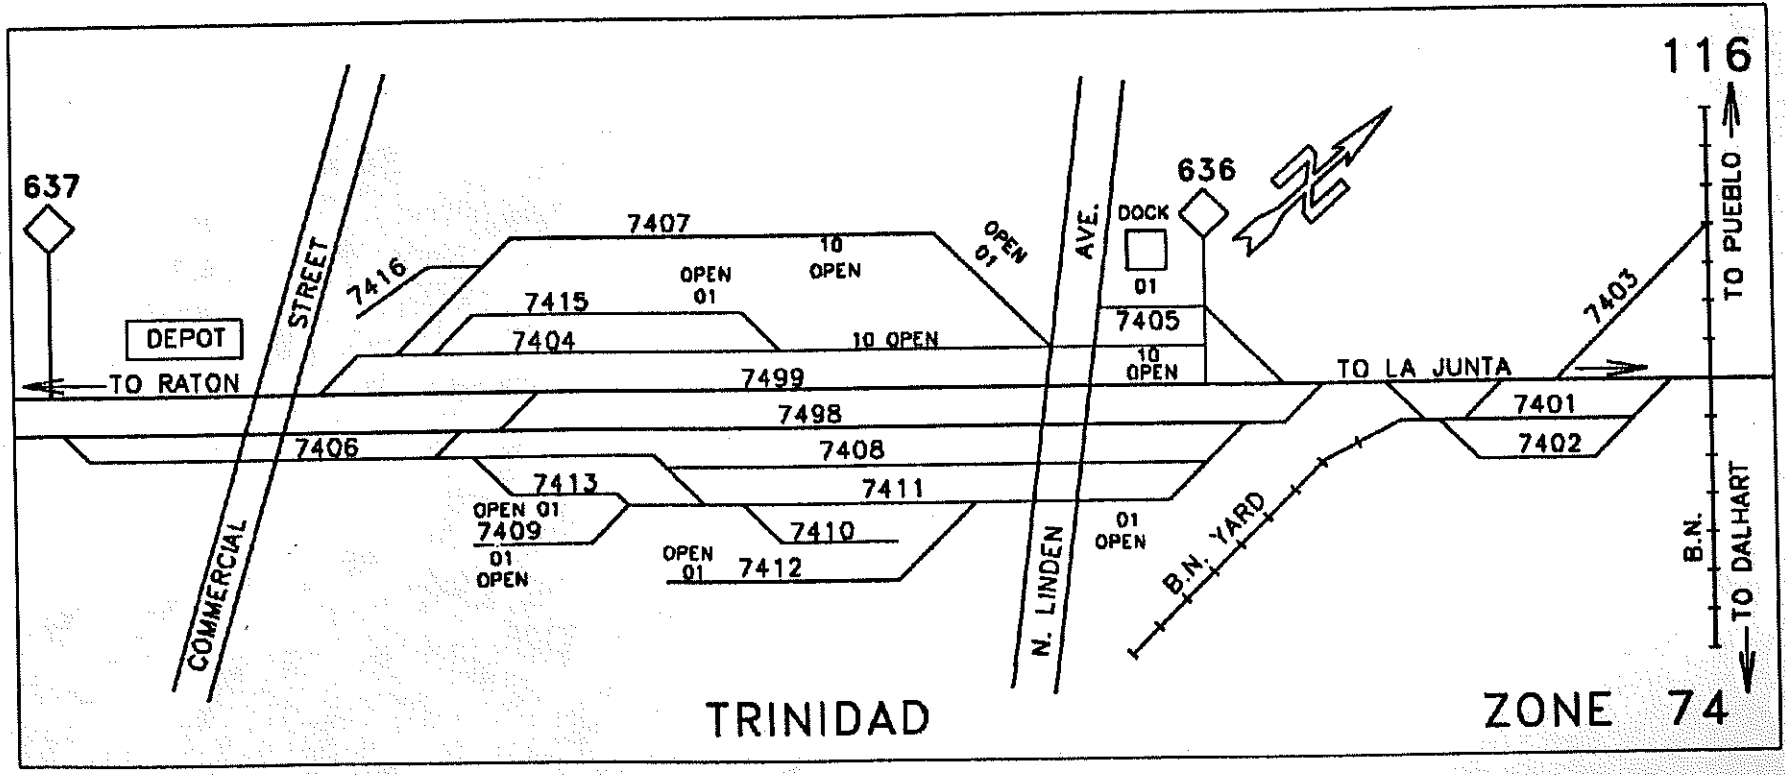 116
TO PUEBLO
637
636
7407
10
OPEN
OPEN
01
AVE.
DOCK
01
STREET
7416
OPEN
01
7415
7403
7404
10 OPEN
7405
DEPOT
10
OPEN
TO RATON
7499
TO LA JUNTA
7498
7401
7406
7408
7402
7413
7411
OPEN 01
7409
01
OPEN
7410
OPEN
01
7412
01
OPEN
B.N. YARD
B.N.
TO DALHART
COMMERCIAL
N. LINDEN
TRINIDAD
ZONE 74